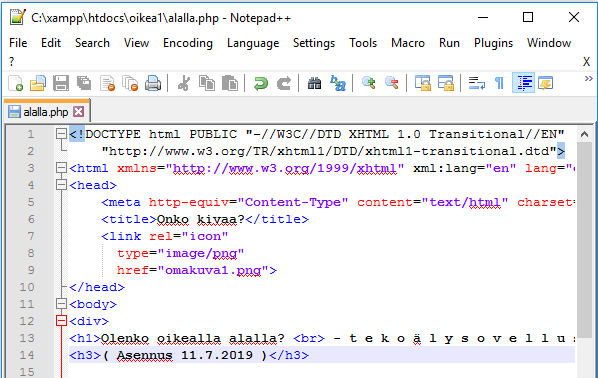 C:\xampp\htdocs\oikea1\alalla.php - Notepad++
File Edit Search View Encoding Language Settings Tools Macro Run Plugins Window
? X
alalla.php
1 <!DOCTYPE html PUBLIC "-//W3C//DTD XHTML 1.0 Transitional//EN"
2 "http://www.w3.org/TR/xhtml1/DTD/xhtml1-transitional.dtd">
3 <html xmlns="http://www.w3.org/1999/xhtml" xml:lang="en" lang="
4 <head>
5 <meta http-equiv="Content-Type" content="text/html" charset=
6 <title>Onko kivaa?</title>
7 <link rel="icon"
8 type="image/png"
9 href="omakuva1.png">
10 </head>
11 <body>
12 <div>
13 <h1>Olenko oikealla alalla? <br> - t e k o ä l y s o v e l l u s
14 <h3>( Asennus 11.7.2019 )</h3>
15